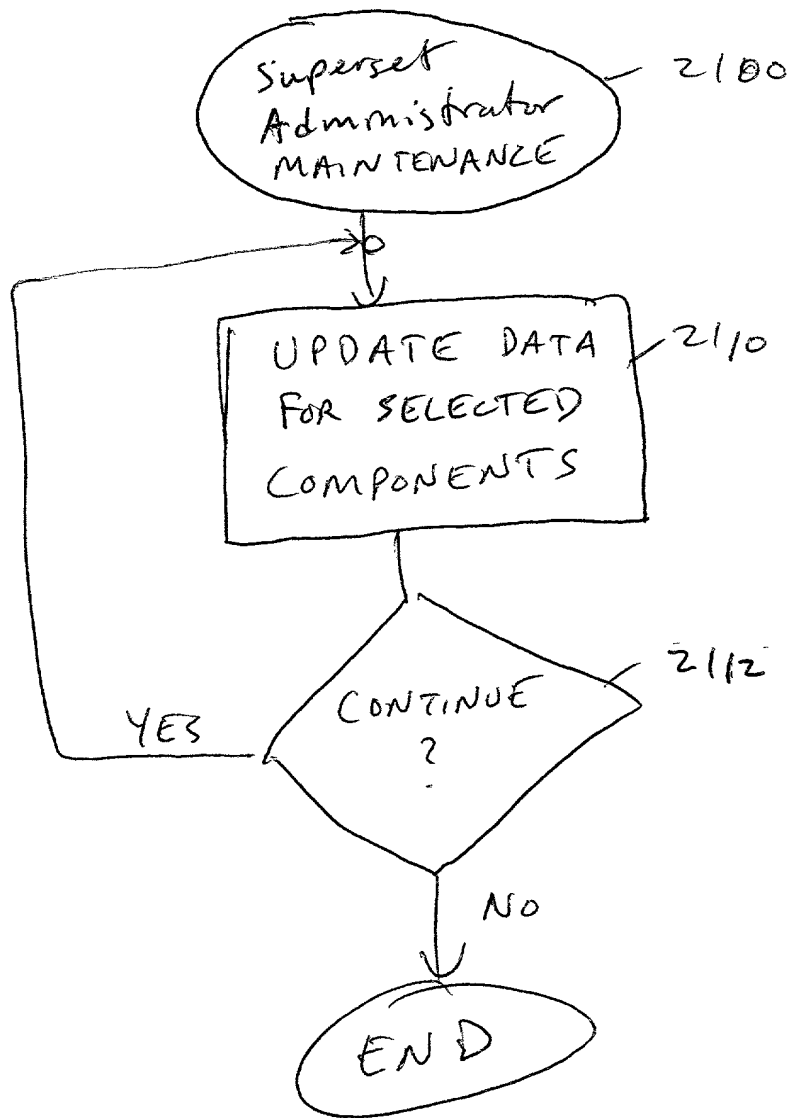 Superset
Administrator
MAINTENANCE
2100
UPDATE DATA
FOR SELECTED
COMPONENTS
2110
CONTINUE
?
2112
YES
NO
END